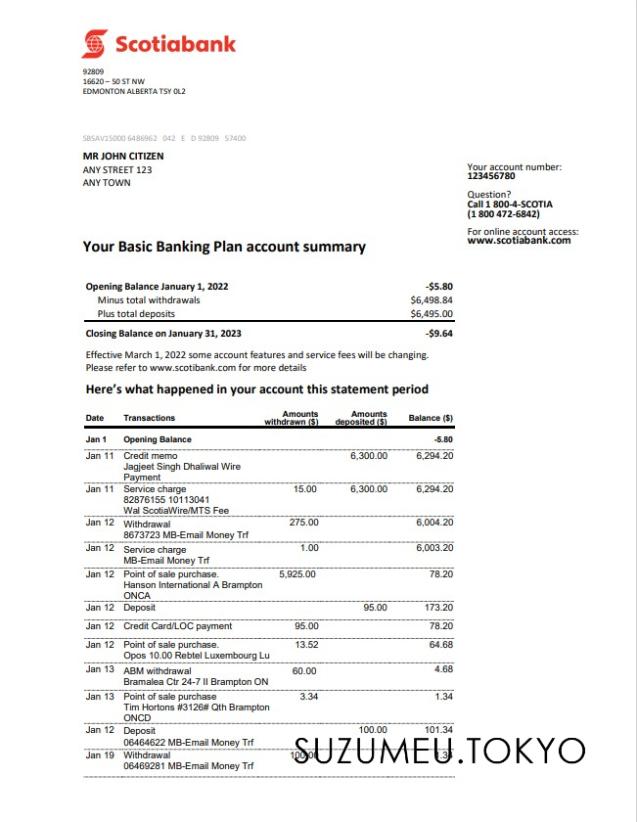 Scotiabank
92809
16620 – 50 ST NW
EDMONTON ALBERTA T5Y 0L2
SBSAV15000 6486962 042 E D 92809 57400
MR JOHN CITIZEN
ANY STREET 123
ANY TOWN
Your account number:
123456780
Question?
Call 1 800-4-SCOTIA
(1 800 472-6842)
For online account access:
www.scotiabank.com
Your Basic Banking Plan account summary
Opening Balance January 1, 2022 -$5.80
Minus total withdrawals $6,498.84
Plus total deposits $6,495.00
Closing Balance on January 31, 2023 -$9.64
Effective March 1, 2022 some account features and service fees will be changing.
Please refer to www.scotibank.com for more details
Here's what happened in your account this statement period
Date Transactions Amounts withdrawn ($) Amounts deposited ($) Balance ($)
Jan 1 Opening Balance -5.80
Jan 11 Credit memo 6,300.00 6,294.20
Jagjeet Singh Dhaliwal Wire
Payment
Jan 11 Service charge 15.00 6,300.00 6,294.20
82876155 10113041
Wal ScotiaWire/MTS Fee
Jan 12 Withdrawal 275.00 6,004.20
8673723 MB-Email Money Trf
Jan 12 Service charge 1.00 6,003.20
MB-Email Money Trf
Jan 12 Point of sale purchase. 5,925.00 78.20
Hanson International A Brampton
ONCA
Jan 12 Deposit 95.00 173.20
Jan 12 Credit Card/LOC payment 95.00 78.20
Jan 12 Point of sale purchase. 13.52 64.68
Opos 10.00 Rebtel Luxembourg Lu
Jan 13 ABM withdrawal 60.00 4.68
Bramalea Ctr 24-7 II Brampton ON
Jan 13 Point of sale purchase 3.34 1.34
Tim Hortons #3126# Qth Brampton
ONCD
Jan 12 Deposit 100.00 101.34
06464622 MB-Email Money Trf
Jan 19 Withdrawal 100.00 1.34
06469281 MB-Email Money Trf
SUZUMEU.TOKYO